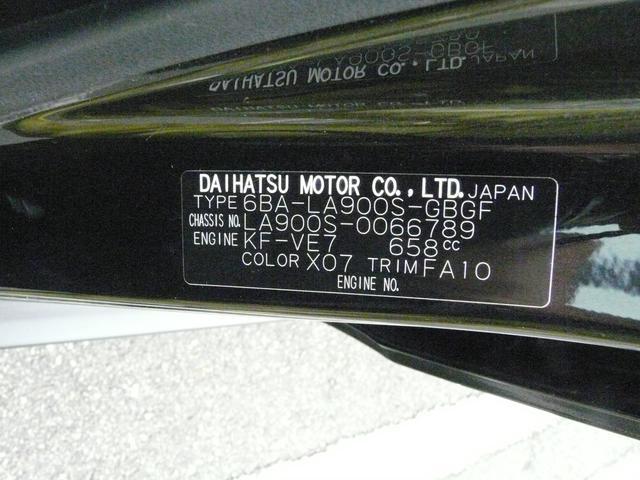 DAIHATSU MOTOR CO., LTD. JAPAN
TYPE 6BA-LA900S-GBGF
CHASSIS NO. LA900S-0066789
ENGINE KF-VE7 658cc
COLOR X07 TRIM FA10
ENGINE NO.